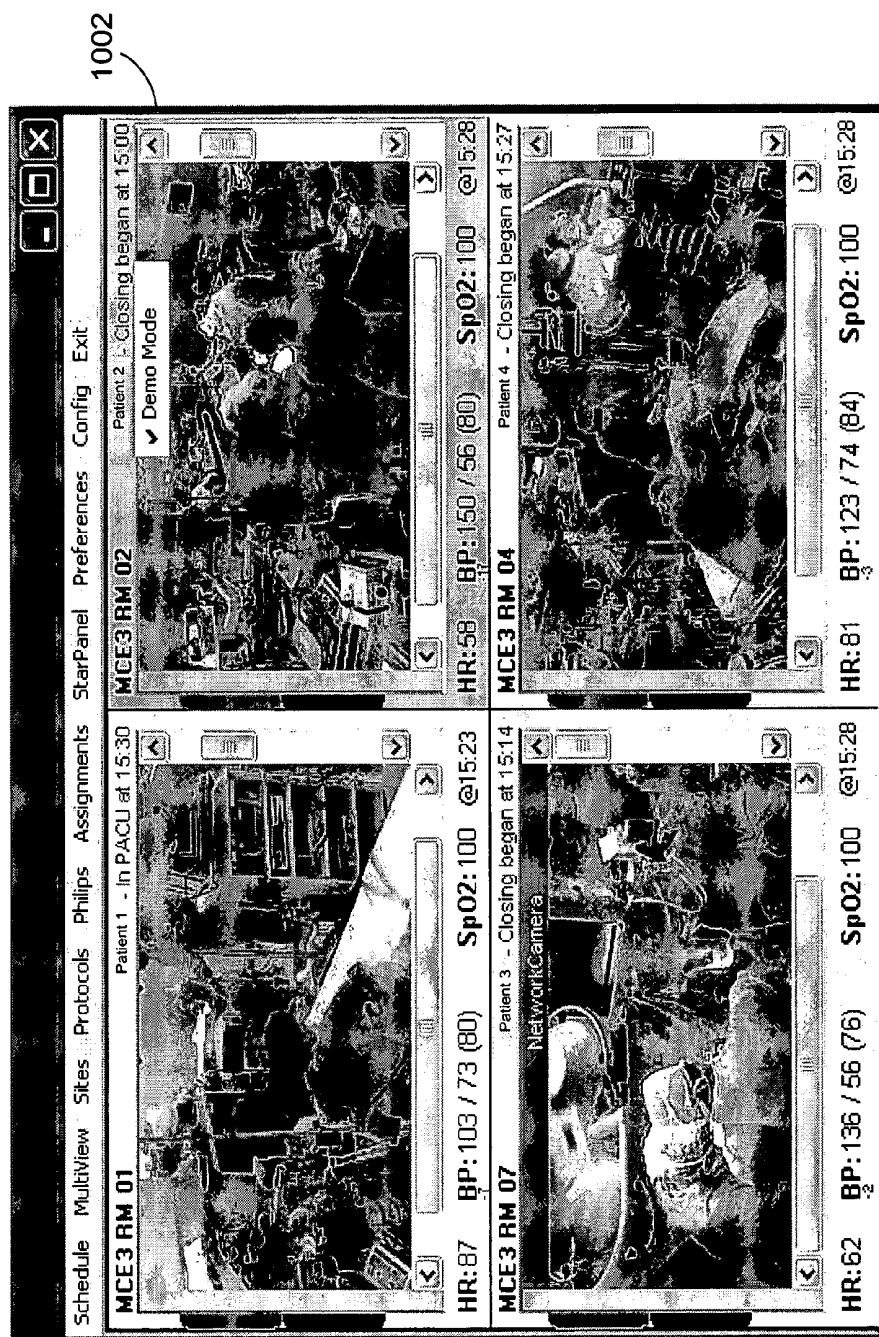 1002
Schedule MultiView Sites Protocols Philips Assignments StarPanel Preferences Config Exit
MCE3 RM 01
Patient 1 - In PACU at 15:30
HR:87 BP:103 / 73 (80) SpO2:100 @15:23
-1
MCE3 RM 02
Patient 2 - Closing began at 15:00
✔ Demo Mode
HR:58 BP:150 / 56 (80) SpO2:100 @15:28
-17
MCE3 RM 07
Patient 3 - Closing began at 15:14
NetworkCamera
HR:62 BP:136 / 56 (76) SpO2:100 @15:28
-2
MCE3 RM 04
Patient 4 - Closing began at 15:27
HR:81 BP:123 / 74 (84) SpO2:100 @15:28
-3